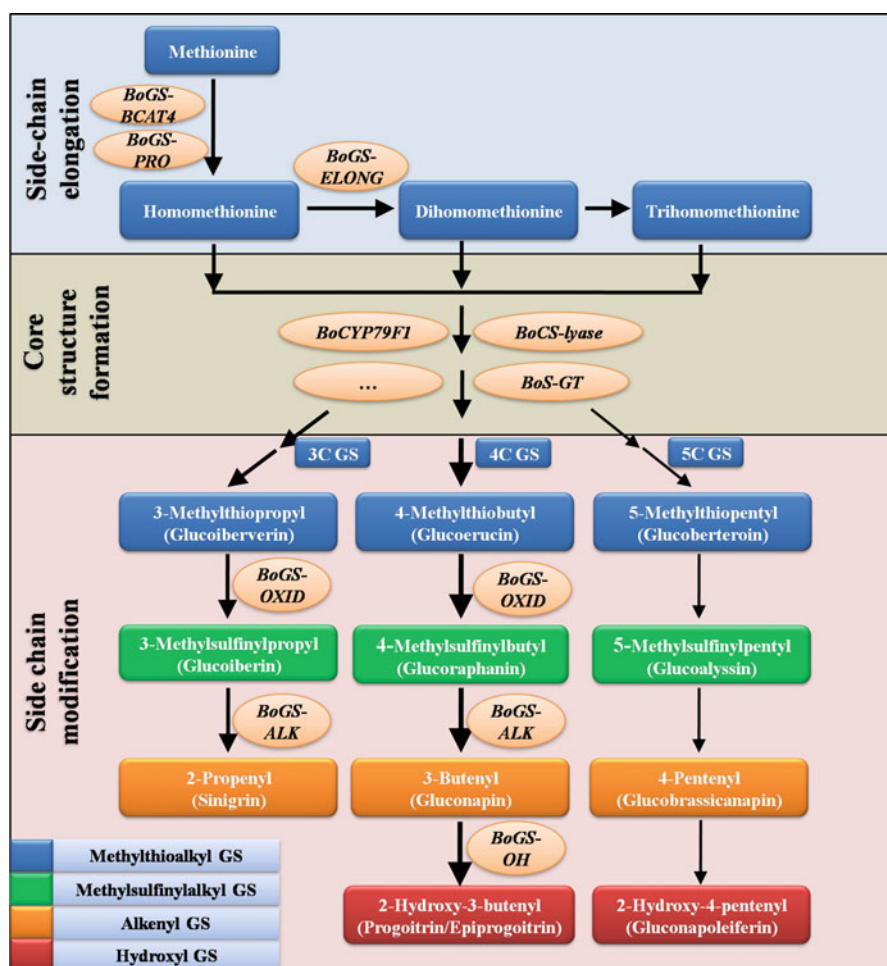 Side-chain
elongation
Methionine
BoGS-
BCAT4
BoGS-
PRO
BoGS-
ELONG
Homomethionine
Dihomomethionine
Trihomomethionine
Core
structure
formation
BoCYP79F1
BoCS-lyase
...
BoS-GT
Side chain
modification
3C GS
4C GS
5C GS
3-Methylthiopropyl
(Glucoiberverin)
4-Methylthiobutyl
(Glucoerucin)
5-Methylthiopentyl
(Glucoberteroin)
BoGS-
OXID
BoGS-
OXID
3-Methylsulfinylpropyl
(Glucoiberin)
4-Methylsulfinylbutyl
(Glucoraphanin)
5-Methylsulfinylpentyl
(Glucoalyssin)
BoGS-
ALK
BoGS-
ALK
2-Propenyl
(Sinigrin)
3-Butenyl
(Gluconapin)
4-Pentenyl
(Glucobrassicanapin)
BoGS-
OH
2-Hydroxy-3-butenyl
(Progoitrin/Epiprogoitrin)
2-Hydroxy-4-pentenyl
(Gluconapoleiferin)
Methylthioalkyl GS
Methylsulfinylalkyl GS
Alkenyl GS
Hydroxyl GS